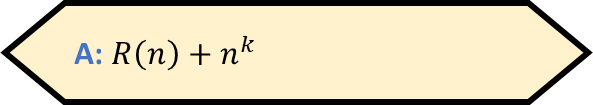 A: R(n) + n^k